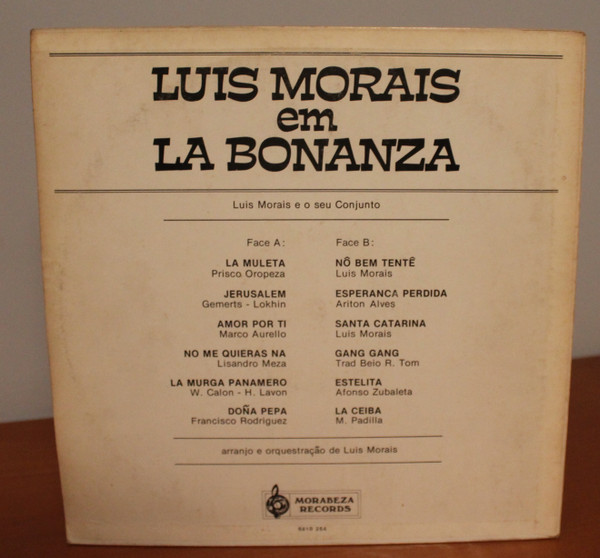 LUIS MORAIS
em
LA BONANZA
Luis Morais e o seu Conjunto
Face A:
LA MULETA
Prisco Oropeza
JERUSALEM
Gemerts - Lokhin
AMOR POR TI
Marco Aurello
NO ME QUIERAS NA
Lisandro Meza
LA MURGA PANAMERO
W. Calon - H. Lavon
DOÑA PEPA
Francisco Rodriguez
Face B:
NÔ BEM TENTÊ
Luis Morais
ESPERANCA PERDIDA
Ariton Alves
SANTA CATARINA
Luis Morais
GANG GANG
Trad Beio R. Tom
ESTELITA
Afonso Zubaleta
LA CEIBA
M. Padilla
arranjo e orquestração de Luis Morais
MORABEZA
RECORDS